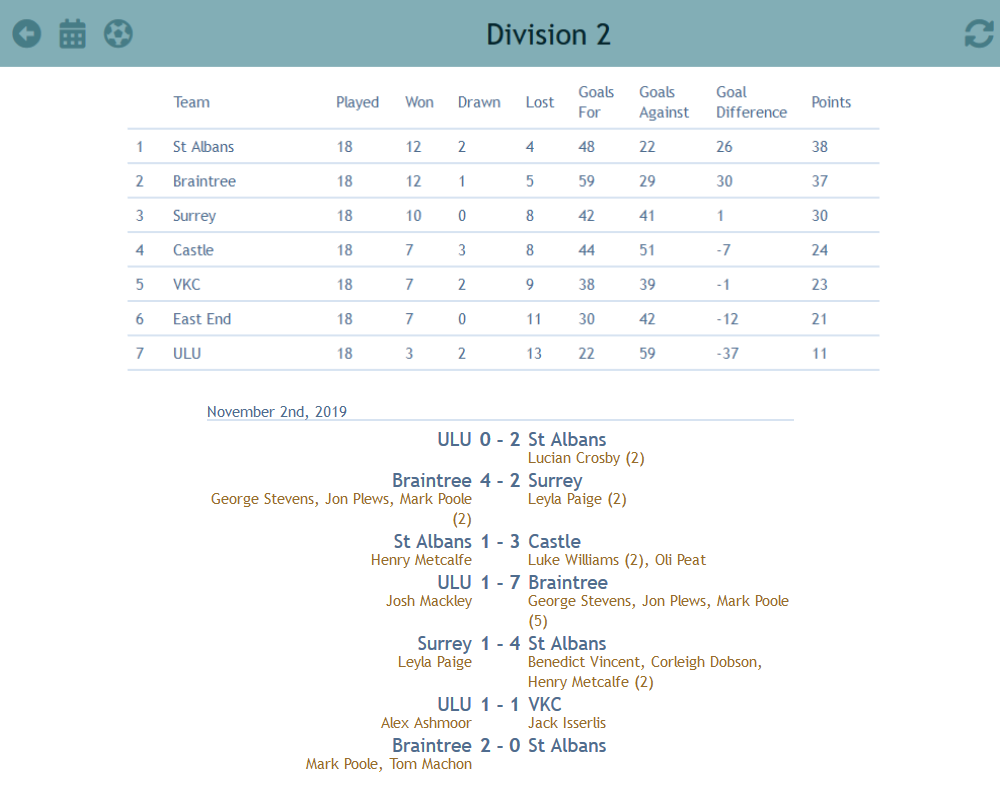 Division 2
Team Played Won Drawn Lost Goals For Goals Against Goal Difference Points
1 St Albans 18 12 2 4 48 22 26 38
2 Braintree 18 12 1 5 59 29 30 37
3 Surrey 18 10 0 8 42 41 1 30
4 Castle 18 7 3 8 44 51 -7 24
5 VKC 18 7 2 9 38 39 -1 23
6 East End 18 7 0 11 30 42 -12 21
7 ULU 18 3 2 13 22 59 -37 11
November 2nd, 2019
ULU 0 - 2 St Albans
Lucian Crosby (2)
Braintree 4 - 2 Surrey
George Stevens, Jon Plews, Mark Poole Leyla Paige (2)
(2)
St Albans 1 - 3 Castle
Henry Metcalfe Luke Williams (2), Oli Peat
ULU 1 - 7 Braintree
Josh Mackley George Stevens, Jon Plews, Mark Poole
(5)
Surrey 1 - 4 St Albans
Leyla Paige Benedict Vincent, Corleigh Dobson,
Henry Metcalfe (2)
ULU 1 - 1 VKC
Alex Ashmoor Jack Isserlis
Braintree 2 - 0 St Albans
Mark Poole, Tom Machon